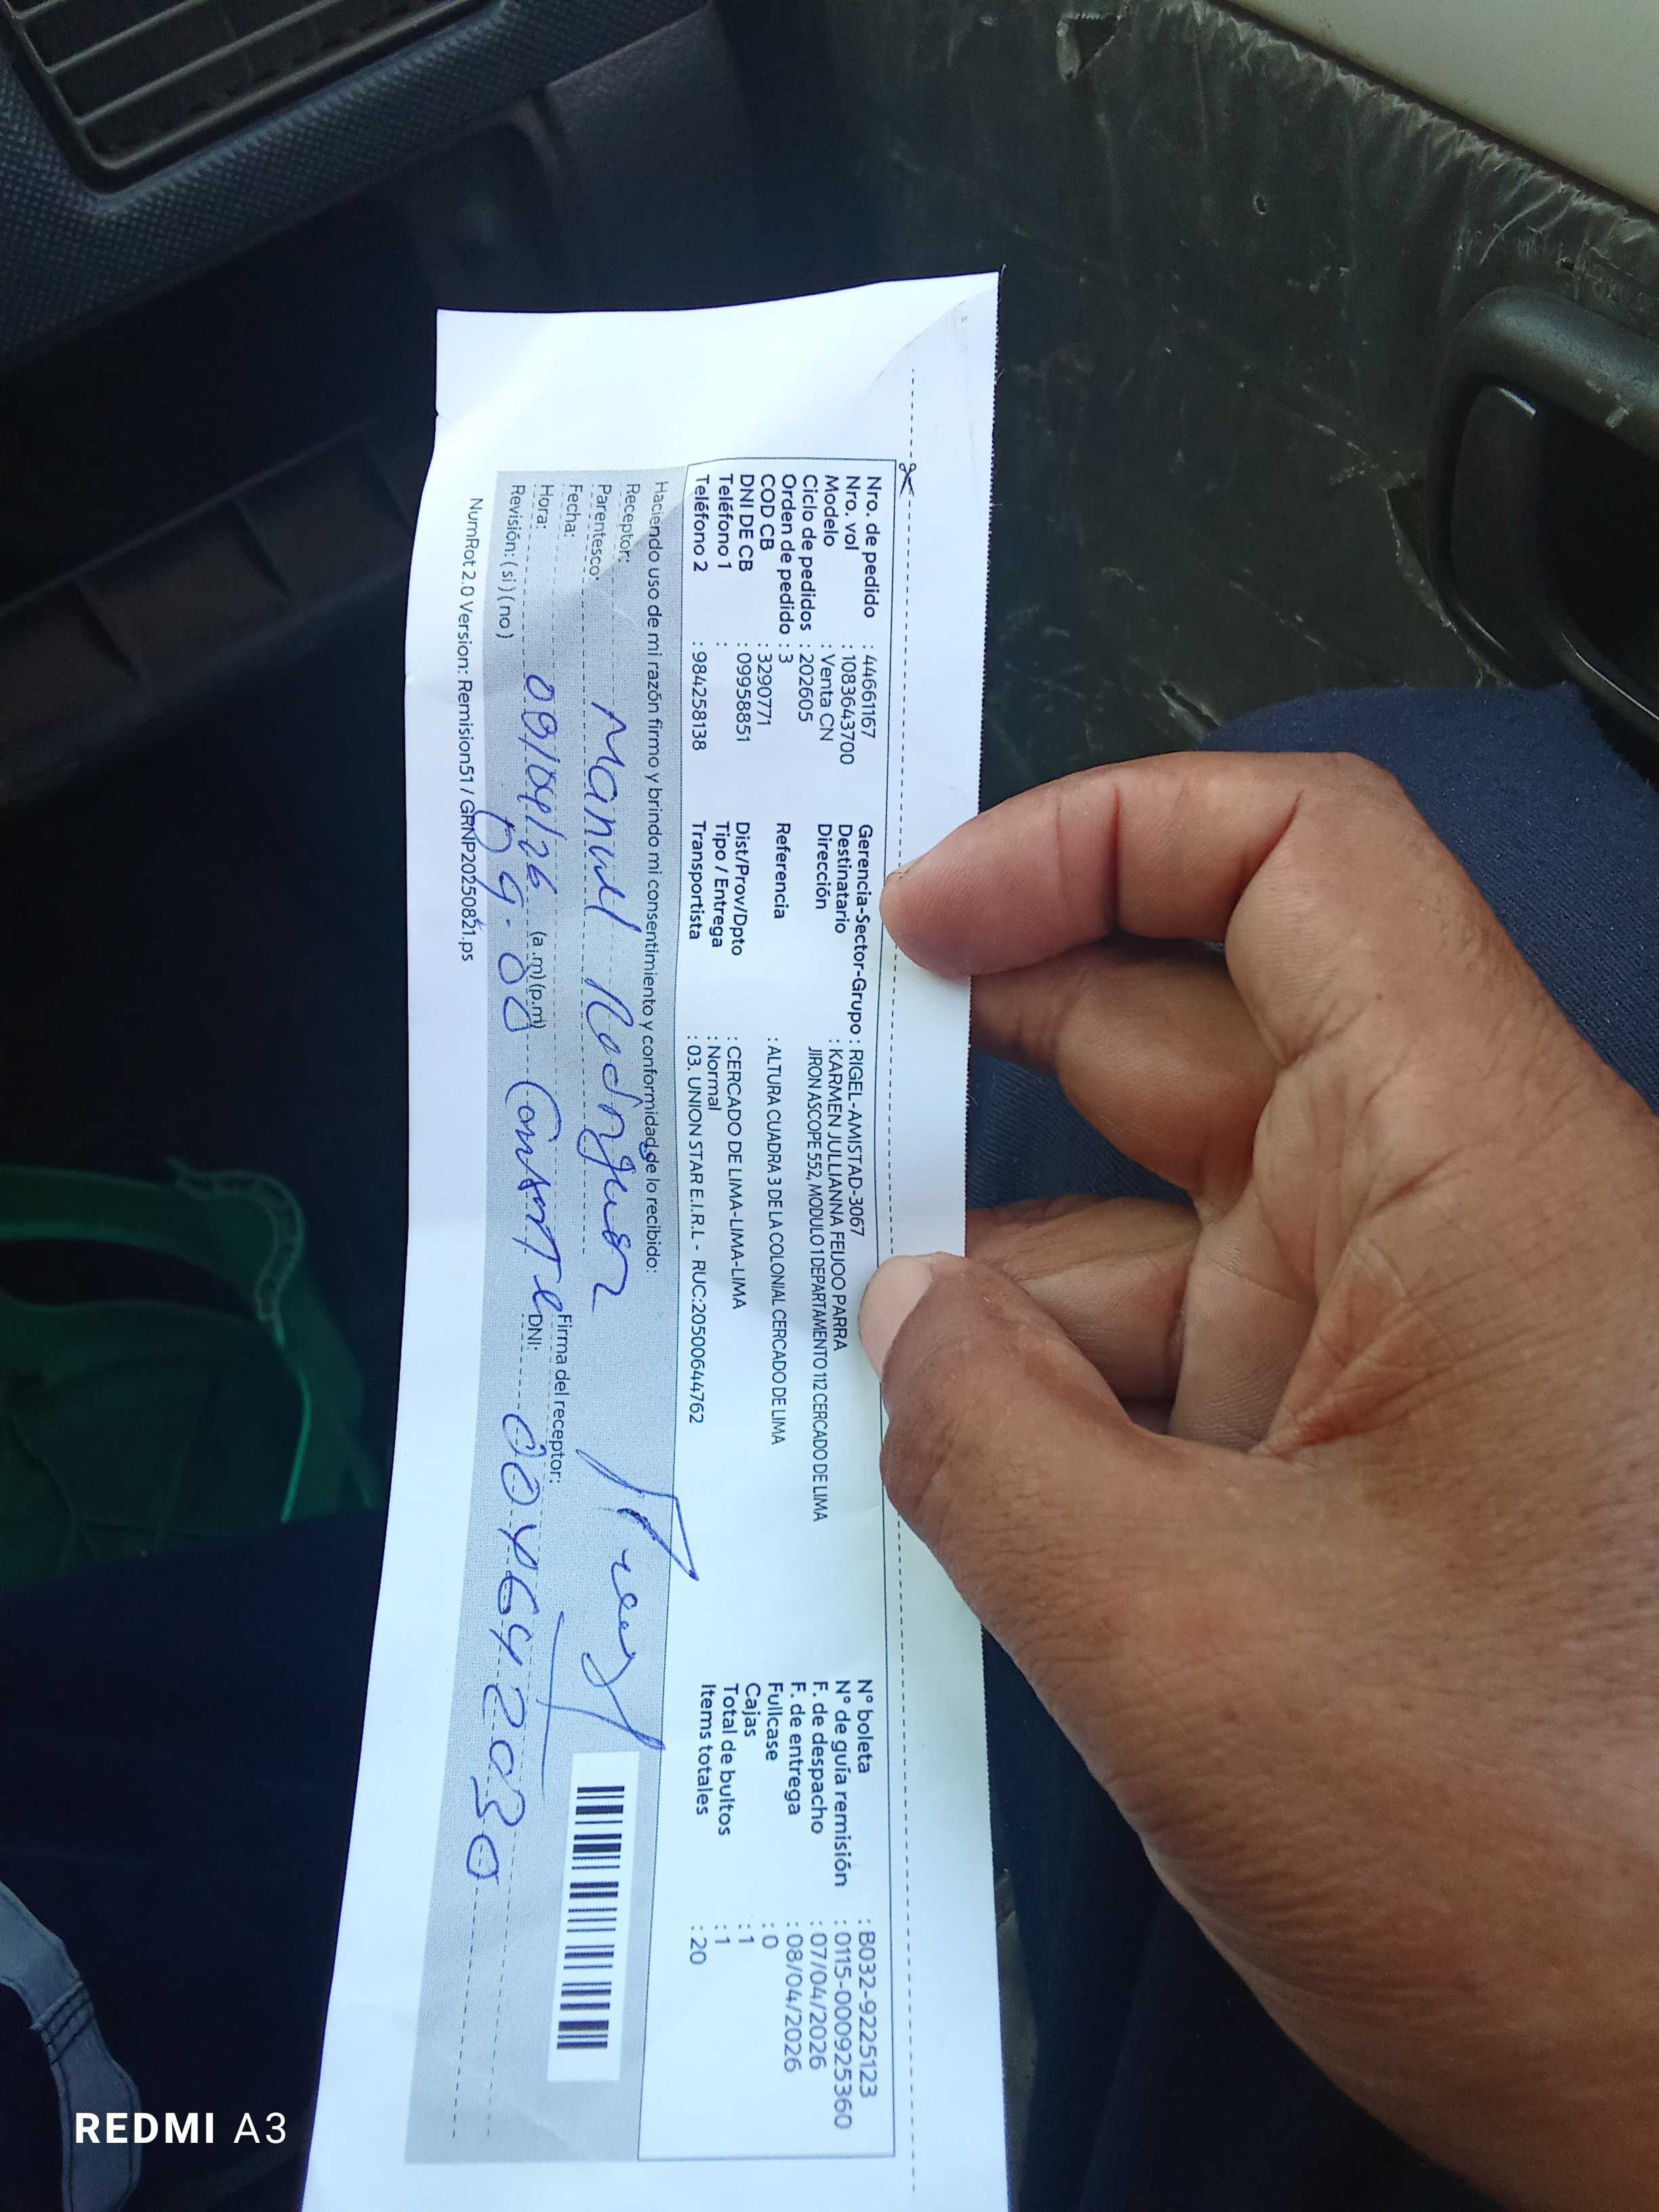 Nro. de pedido : 44661167
Nro. vol : 1083643700
Modelo : Venta CN
Ciclo de pedidos : 202605
Orden de pedido : 3
COD CB : 3290771
DNI DE CB : 09958851
Teléfono 1 :
Teléfono 2 : 984258138
Gerencia-Sector-Grupo : RIGEL-AMISTAD-3067
Destinatario : KARMEN JULLIANNA FEIJOO PARRA
Dirección JIRON ASCOPE 552, MODULO 1 DEPARTAMENTO 112 CERCADO DE LIMA
Referencia : ALTURA CUADRA 3 DE LA COLONIAL CERCADO DE LIMA
Dist/Prov/Dpto : CERCADO DE LIMA-LIMA-LIMA
Tipo / Entrega : Normal
Transportista : 03. UNION STAR E.I.R.L - RUC:20500644762
N° boleta : B032-9225123
N° de guía remisión : 0115-0009253​60
F. de despacho : 07/04/2026
F. de entrega : 08/04/2026
Fullcase : 0
Cajas : 1
Total de bultos : 1
Items totales : 20
Haciendo uso de mi razón firmo y brindo mi consentimiento y conformidad de lo recibido:
Receptor:
Parentesco: Manuel Rodriguez
Fecha:
Firma del receptor:
Hora: 08/04/26 (a.m) (p.m)
DNI: 004642030
Revisión: ( si ) ( no ) 09.00
NumRot 2.0 Version: Remision51 / GRNP20250821.ps
REDMI A3